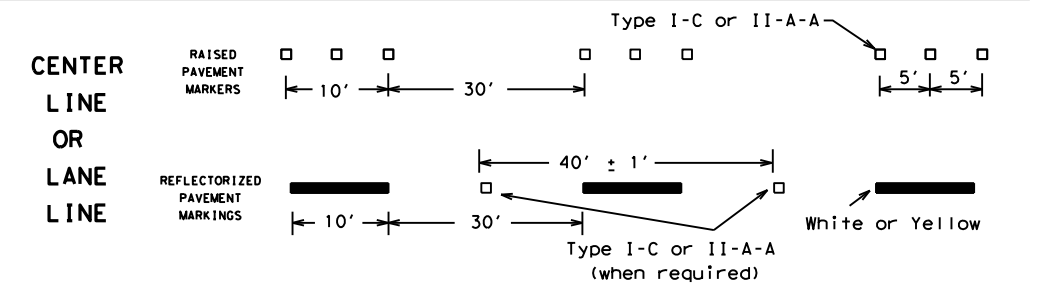 CENTER
LINE
OR
LANE
LINE
RAISED
PAVEMENT
MARKERS
Type I-C or II-A-A
10′
30′
5′
5′
REFLECTORIZED
PAVEMENT
MARKINGS
40′ ± 1′
10′
30′
Type I-C or II-A-A
(when required)
White or Yellow